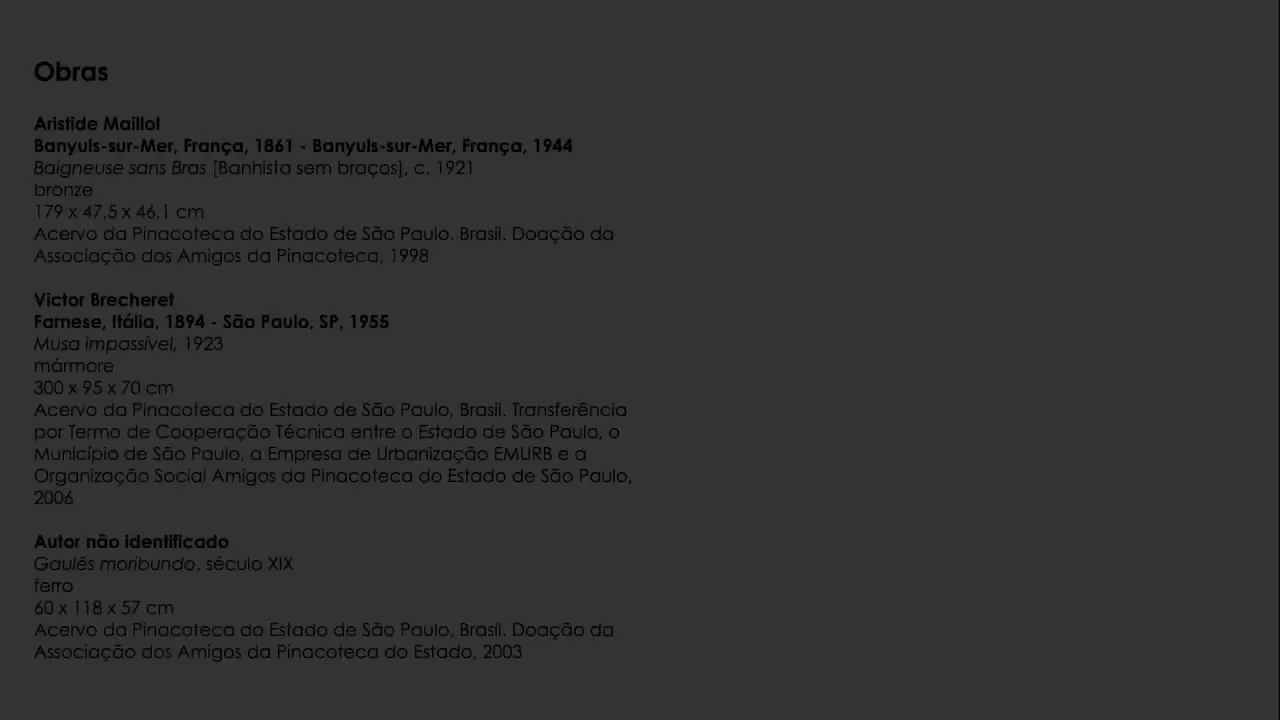 Obras
Aristide Maillol
Banyuls-sur-Mer, França, 1861 - Banyuls-sur-Mer, França, 1944
Baigneuse sans Bras [Banhista sem braços], c. 1921
bronze
179 x 47,5 x 46,1 cm
Acervo da Pinacoteca do Estado de São Paulo. Brasil. Doação da
Associação dos Amigos da Pinacoteca, 1998
Victor Brecheret
Farnese, Itália, 1894 - São Paulo, SP, 1955
Musa impassível, 1923
mármore
300 x 95 x 70 cm
Acervo da Pinacoteca do Estado de São Paulo, Brasil. Transferência
por Termo de Cooperação Técnica entre o Estado de São Paulo, o
Município de São Paulo, a Empresa de Urbanização EMURB e a
Organização Social Amigos da Pinacoteca do Estado de São Paulo,
2006
Autor não identificado
Gaulês moribundo, século XIX
ferro
60 x 118 x 57 cm
Acervo da Pinacoteca do Estado de São Paulo, Brasil. Doação da
Associação dos Amigos da Pinacoteca do Estado, 2003